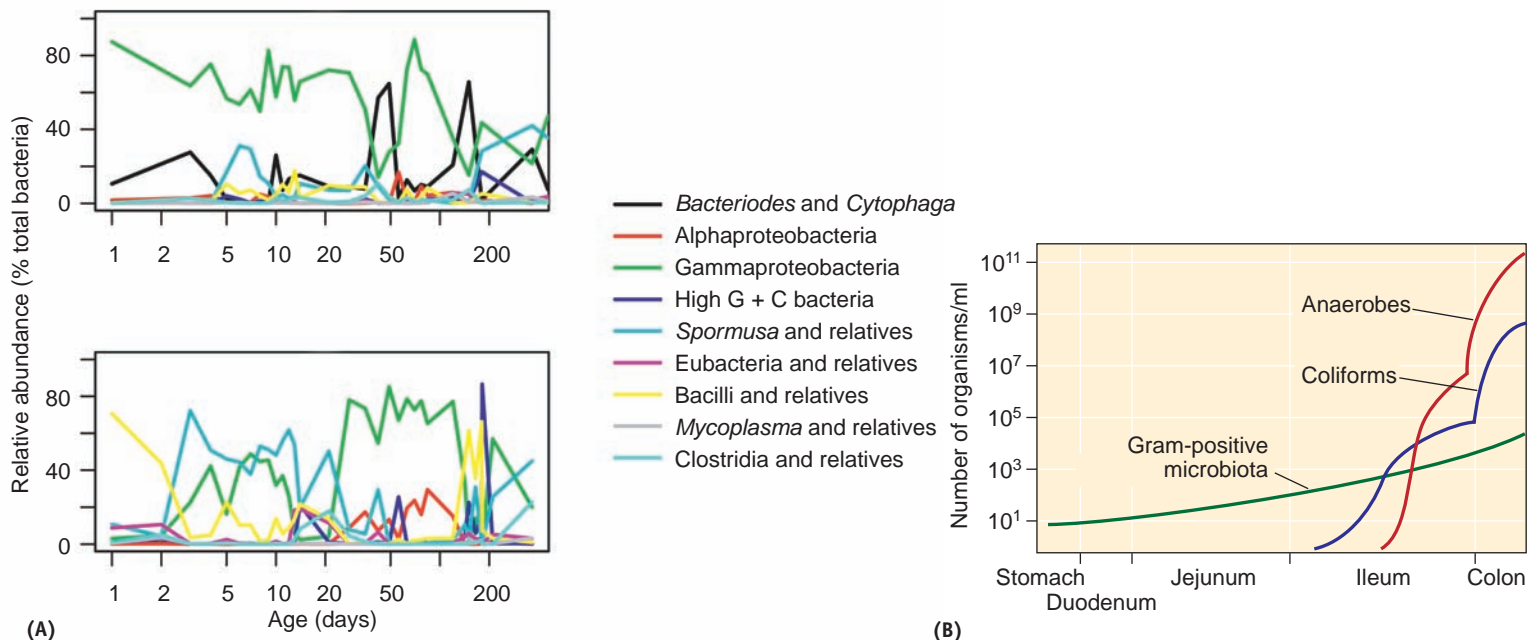 Relative abundance (% total bacteria)
80
40
0
1 2 5 10 20 50 200
80
40
0
1 2 5 10 20 50 200
Age (days)
(A)
Bacteriodes and Cytophaga
Alphaproteobacteria
Gammaproteobacteria
High G + C bacteria
Spormusa and relatives
Eubacteria and relatives
Bacilli and relatives
Mycoplasma and relatives
Clostridia and relatives
Number of organisms/ml
10¹¹
10⁹
10⁷
10⁵
10³
10¹
Anaerobes
Coliforms
Gram-positive
microbiota
Stomach
Duodenum
Jejunum
Ileum
Colon
(B)